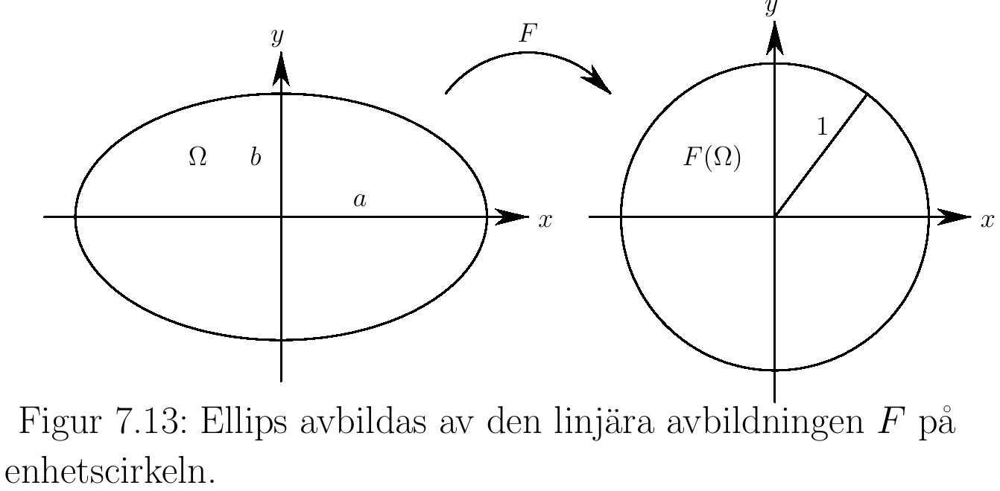 y
F
y
Ω
b
a
x
1
F(Ω)
x
Figur 7.13: Ellips avbildas av den linjära avbildningen F på
enhetscirkeln.